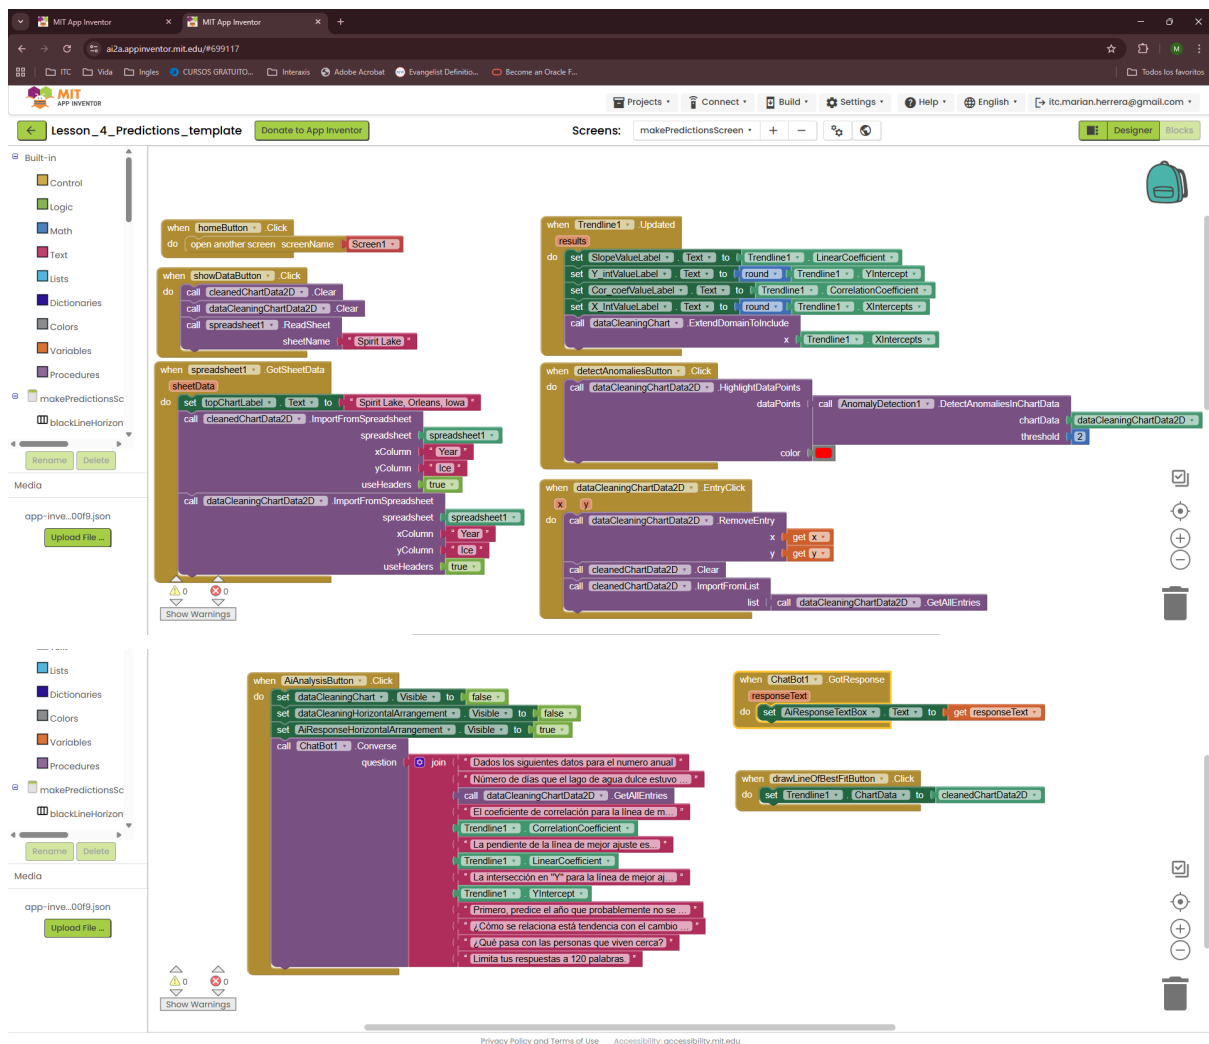 MIT App Inventor
MIT App Inventor
ai2a.appinventor.mit.edu/#699117
M
ITC
Vida
Ingles
CURSOS GRATUITO...
Interaxis
Adobe Acrobat
Evangelist Definitio...
Become an Oracle F...
Todos los favoritos
MIT
APP INVENTOR
Projects
Connect
Build
Settings
Help
English
itc.marian.herrera@gmail.com
Lesson_4_Predictions_template
Donate to App Inventor
Screens:
makePredictionsScreen
Designer
Blocks
Built-in
Control
Logic
Math
Text
Lists
Dictionaries
Colors
Variables
Procedures
makePredictionsSc
blackLineHorizon
Rename
Delete
Media
app-inve...00f9.json
Upload File ...
when homeButton .Click
do open another screen screenName Screen1
when showDataButton .Click
do call cleanedChartData2D .Clear
call dataCleaningChartData2D .Clear
call spreadsheet1 .ReadSheet
sheetName " Spirit Lake "
when spreadsheet1 .GotSheetData
sheetData
do set topChartLabel . Text to " Spirit Lake, Orleans, Iowa "
call cleanedChartData2D .ImportFromSpreadsheet
spreadsheet spreadsheet1
xColumn " Year "
yColumn " Ice "
useHeaders true
call dataCleaningChartData2D .ImportFromSpreadsheet
spreadsheet spreadsheet1
xColumn " Year "
yColumn " Ice "
useHeaders true
0 0
Show Warnings
when Trendline1 .Updated
results
do set SlopeValueLabel . Text to Trendline1 . LinearCoefficient
set Y_intValueLabel . Text to round Trendline1 . YIntercept
set Cor_coefValueLabel . Text to Trendline1 . CorrelationCoefficient
set X_IntValueLabel . Text to round Trendline1 . XIntercepts
call dataCleaningChart .ExtendDomainToInclude
x Trendline1 . XIntercepts
when detectAnomaliesButton .Click
do call dataCleaningChartData2D .HighlightDataPoints
dataPoints call AnomalyDetection1 .DetectAnomaliesInChartData
chartData dataCleaningChartData2D
threshold 2
color
when dataCleaningChartData2D .EntryClick
x y
do call dataCleaningChartData2D .RemoveEntry
x get x
y get y
call cleanedChartData2D .Clear
call cleanedChartData2D .ImportFromList
list call dataCleaningChartData2D .GetAllEntries
Lists
Dictionaries
Colors
Variables
Procedures
makePredictionsSc
blackLineHorizon
Rename
Delete
Media
app-inve...00f9.json
Upload File ...
when AiAnalysisButton .Click
do set dataCleaningChart . Visible to false
set dataCleaningHorizontalArrangement . Visible to false
set AiResponseHorizontalArrangement . Visible to true
call ChatBot1 .Converse
question join " Dados los siguientes datos para el numero anual "
" Número de días que el lago de agua dulce estuvo ... "
call dataCleaningChartData2D .GetAllEntries
" El coeficiente de correlación para la línea de m... "
Trendline1 . CorrelationCoefficient
" La pendiente de la línea de mejor ajuste es... "
Trendline1 . LinearCoefficient
" La intersección en "Y" para la línea de mejor aj... "
Trendline1 . YIntercept
" Primero, predice el año que probablemente no se ... "
" ¿Cómo se relaciona está tendencia con el cambio ... "
" ¿Qué pasa con las personas que viven cerca? "
" Limita tus respuestas a 120 palabras. "
0 0
Show Warnings
when ChatBot1 .GotResponse
responseText
do set AiResponseTextBox . Text to get responseText
when drawLineOfBestFitButton .Click
do set Trendline1 . ChartData to cleanedChartData2D
Privacy Policy and Terms of Use
Accessibility: accessibility.mit.edu